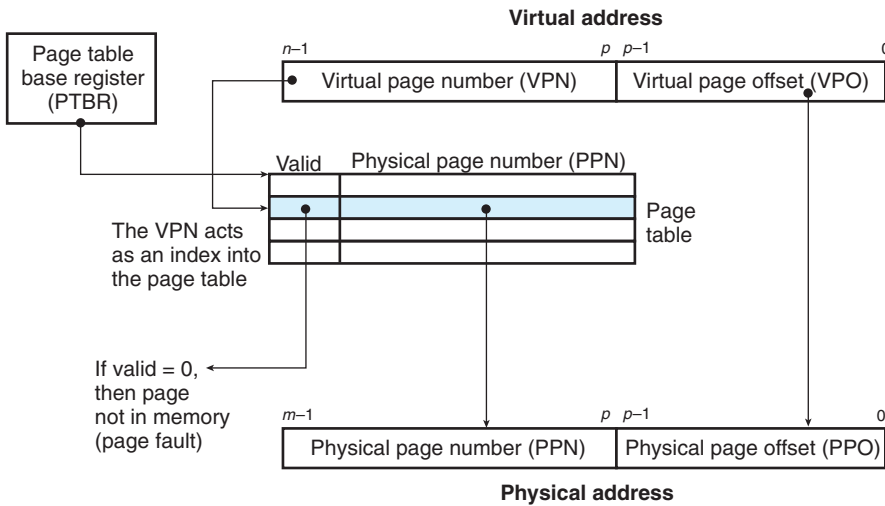 Virtual address
Page table
base register
(PTBR)
n–1
p
p–1
0
Virtual page number (VPN)
Virtual page offset (VPO)
Valid
Physical page number (PPN)
Page
table
The VPN acts
as an index into
the page table
If valid = 0,
then page
not in memory
(page fault)
m–1
p
p–1
0
Physical page number (PPN)
Physical page offset (PPO)
Physical address